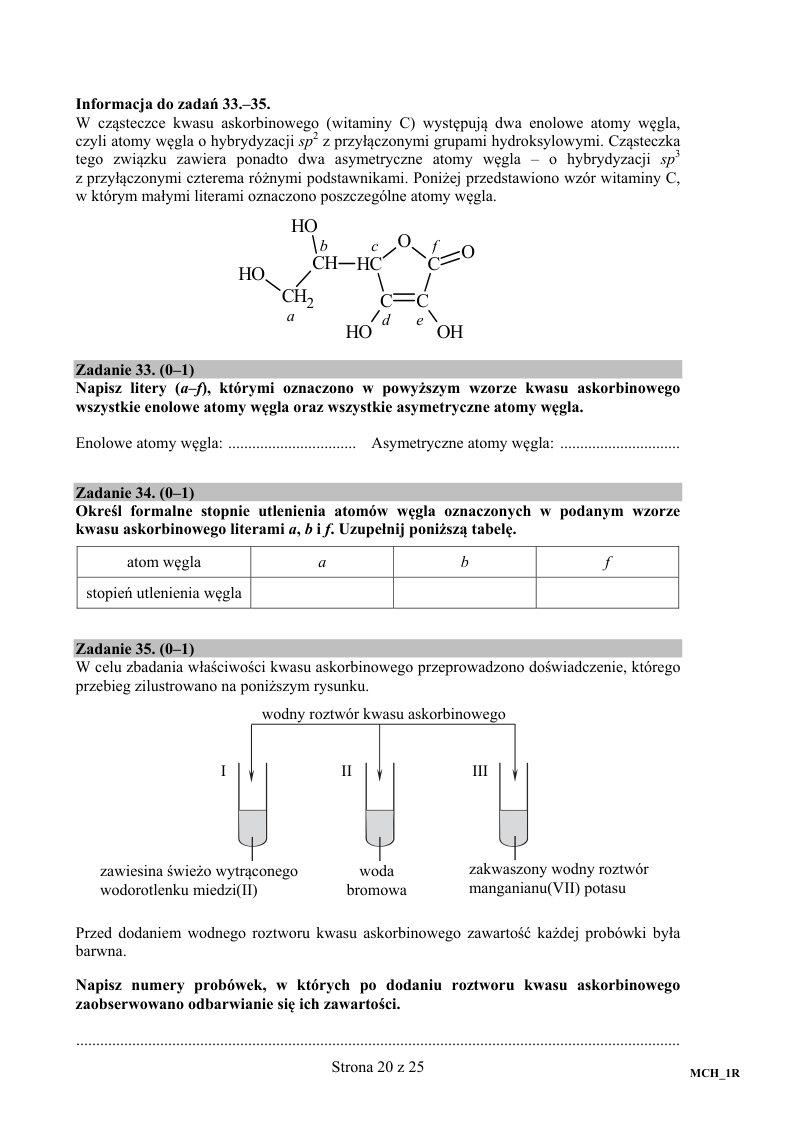 Informacja do zadań 33.–35.
W cząsteczce kwasu askorbinowego (witaminy C) występują dwa enolowe atomy węgla,
czyli atomy węgla o hybrydyzacji sp² z przyłączonymi grupami hydroksylowymi. Cząsteczka
tego związku zawiera ponadto dwa asymetryczne atomy węgla – o hybrydyzacji sp³
z przyłączonymi czterema różnymi podstawnikami. Poniżej przedstawiono wzór witaminy C,
w którym małymi literami oznaczono poszczególne atomy węgla.
HO
b c O f O
HO CH HC C
CH₂ C C
a d e
HO OH
Zadanie 33. (0–1)
Napisz litery (a–f), którymi oznaczono w powyższym wzorze kwasu askorbinowego
wszystkie enolowe atomy węgla oraz wszystkie asymetryczne atomy węgla.
Enolowe atomy węgla: ................................ Asymetryczne atomy węgla: ..............................
Zadanie 34. (0–1)
Określ formalne stopnie utlenienia atomów węgla oznaczonych w podanym wzorze
kwasu askorbinowego literami a, b i f. Uzupełnij poniższą tabelę.
atom węgla a b f
stopień utlenienia węgla
Zadanie 35. (0–1)
W celu zbadania właściwości kwasu askorbinowego przeprowadzono doświadczenie, którego
przebieg zilustrowano na poniższym rysunku.
wodny roztwór kwasu askorbinowego
I II III
zawiesina świeżo wytrąconego woda zakwaszony wodny roztwór
wodorotlenku miedzi(II) bromowa manganianu(VII) potasu
Przed dodaniem wodnego roztworu kwasu askorbinowego zawartość każdej probówki była
barwna.
Napisz numery probówek, w których po dodaniu roztworu kwasu askorbinowego
zaobserwowano odbarwianie się ich zawartości.
.......................................................................................................................................................
Strona 20 z 25
MCH_1R